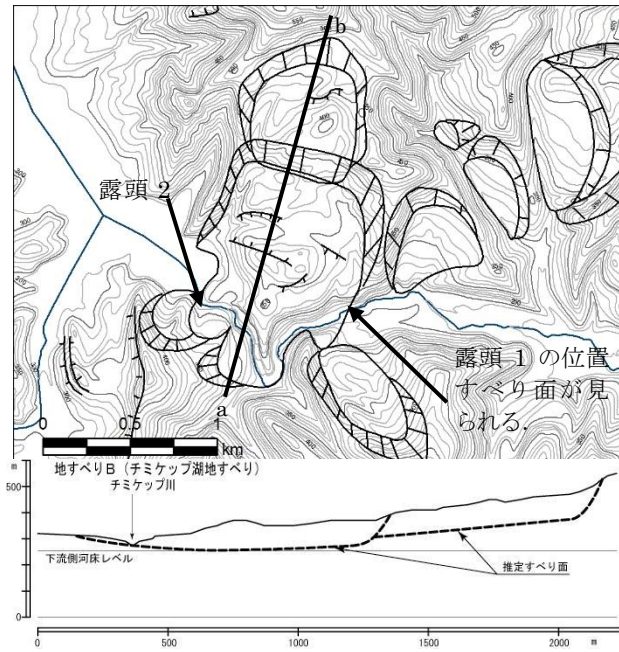 b
露頭 2
露頭 1 の位置
すべり面が見
られる.
a
0 0.5 1
km
地すべりB(チミケップ湖地すべり)
チミケップ川
m
500
下流側河床レベル
推定すべり面
0
0 500 1000 1500 m 2000